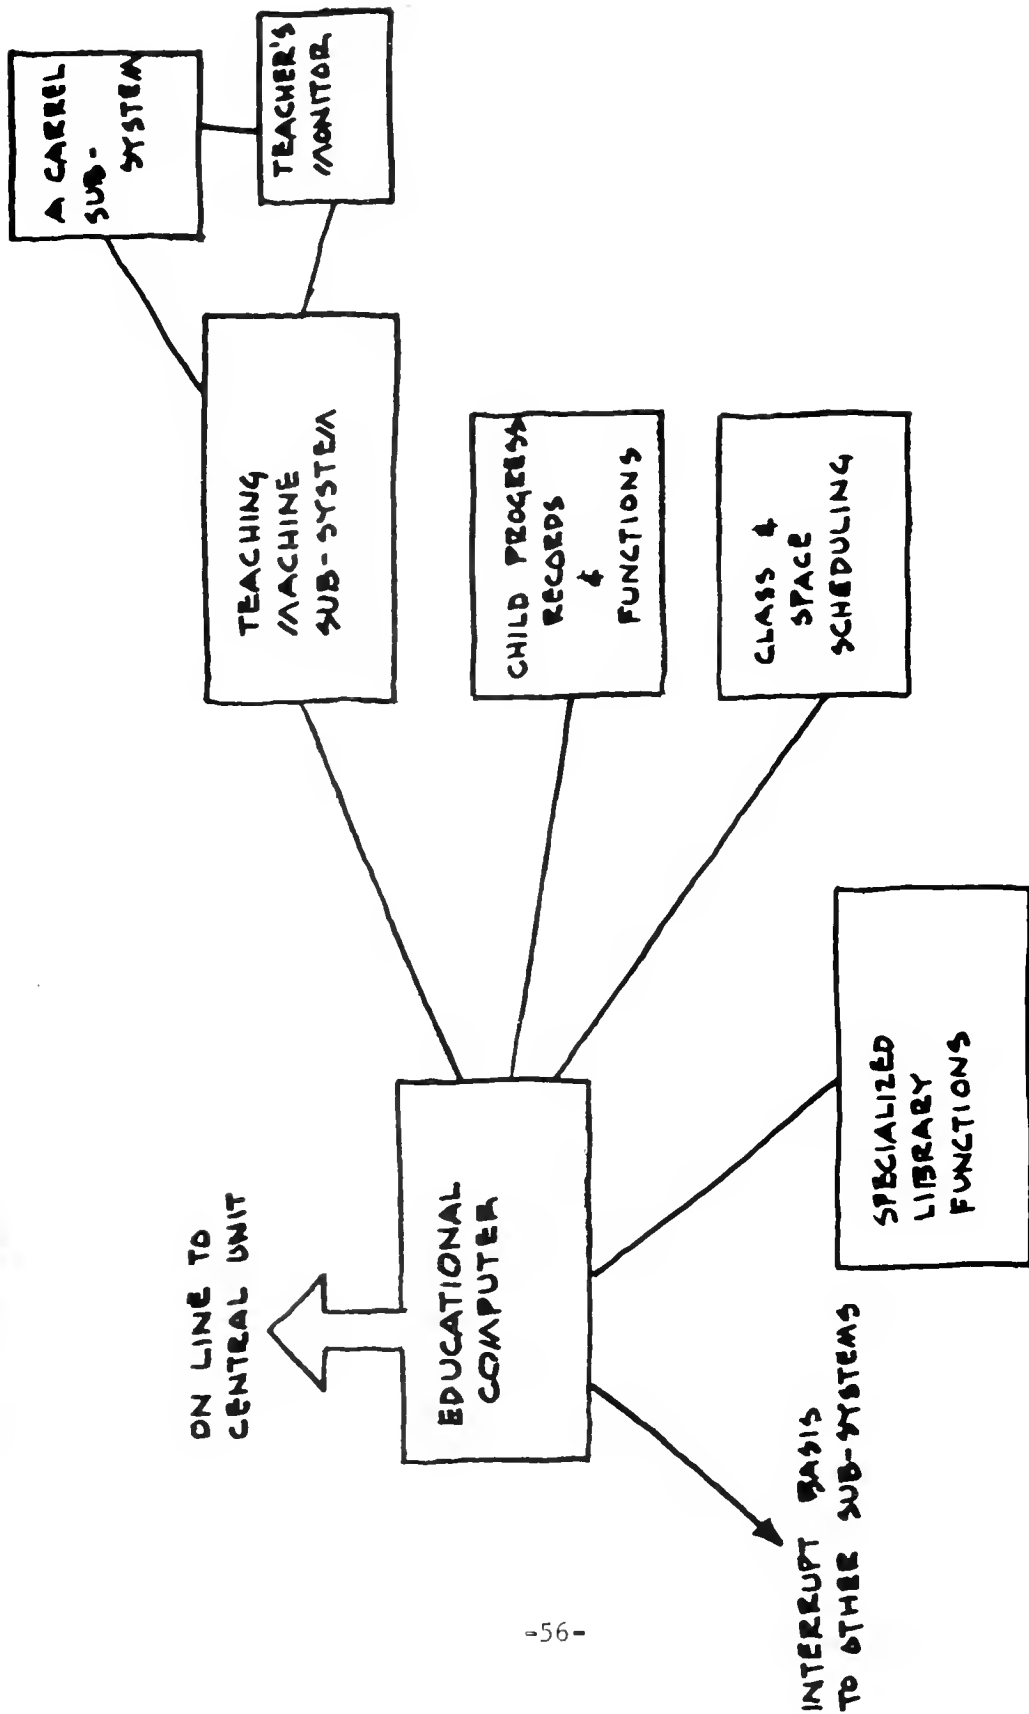 A CARREL
SUB-
SYSTEM
TEACHER'S
MONITOR
TEACHING
MACHINE
SUB-SYSTEM
CHILD PROGRESS
RECORDS
&
FUNCTIONS
CLASS &
SPACE
SCHEDULING
ON LINE TO
CENTRAL UNIT
EDUCATIONAL
COMPUTER
SPECIALIZED
LIBRARY
FUNCTIONS
INTERRUPT BASIS
TO OTHER SUB-SYSTEMS
-56-